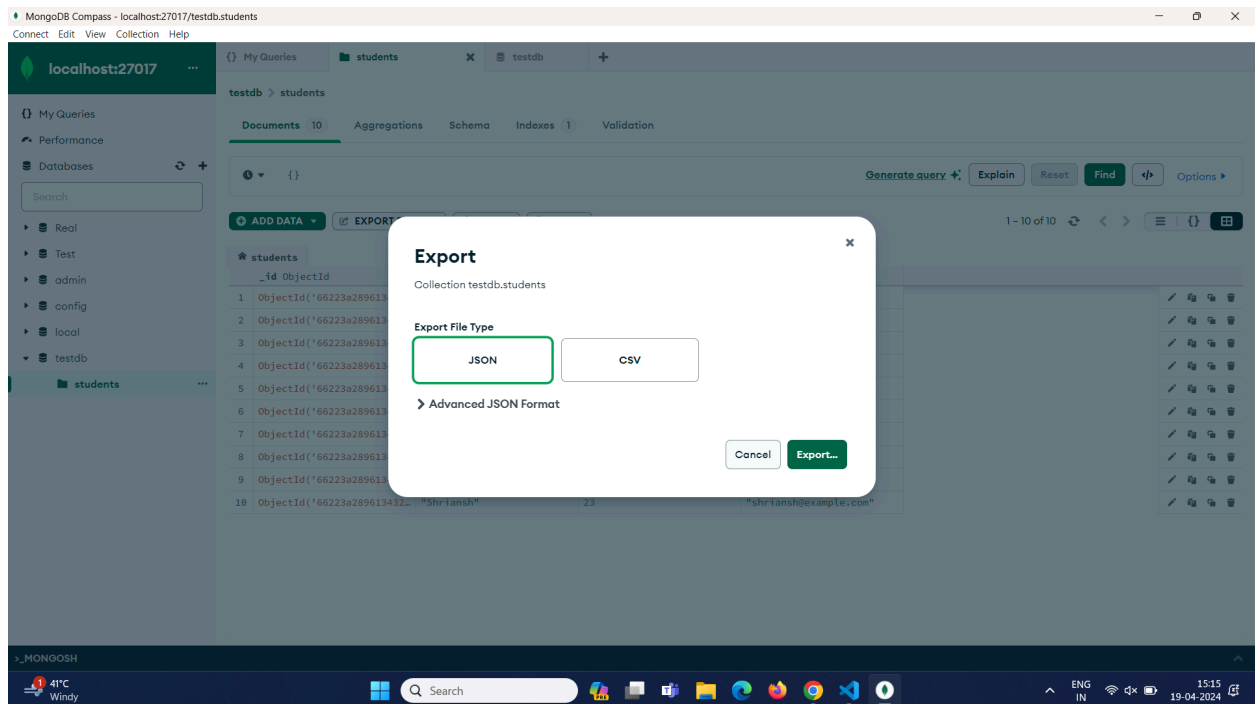 MongoDB Compass - localhost:27017/testdb.students
Connect Edit View Collection Help
localhost:27017 ...
{} My Queries
students
testdb
testdb > students
{} My Queries
Performance
Databases
Search
Real
Test
admin
config
local
testdb
students ...
Documents 10 Aggregations Schema Indexes 1 Validation
{}
Generate query Explain Reset Find </> Options
ADD DATA EXPORT
1 – 10 of 10
{}
students
_id ObjectId
1 ObjectId('66223a289613
2 ObjectId('66223a289613
3 ObjectId('66223a289613
4 ObjectId('66223a289613
5 ObjectId('66223a289613
6 ObjectId('66223a289613
7 ObjectId('66223a289613
8 ObjectId('66223a289613
9 ObjectId('66223a289613
10 ObjectId('66223a289613432… "Shriansh" 23 "shriansh@example.com"
Export
Collection testdb.students
Export File Type
JSON CSV
Advanced JSON Format
Cancel Export…
>_MONGOSH
1
41°C
Windy
Search
PRE
ENG
IN
15:15
19-04-2024